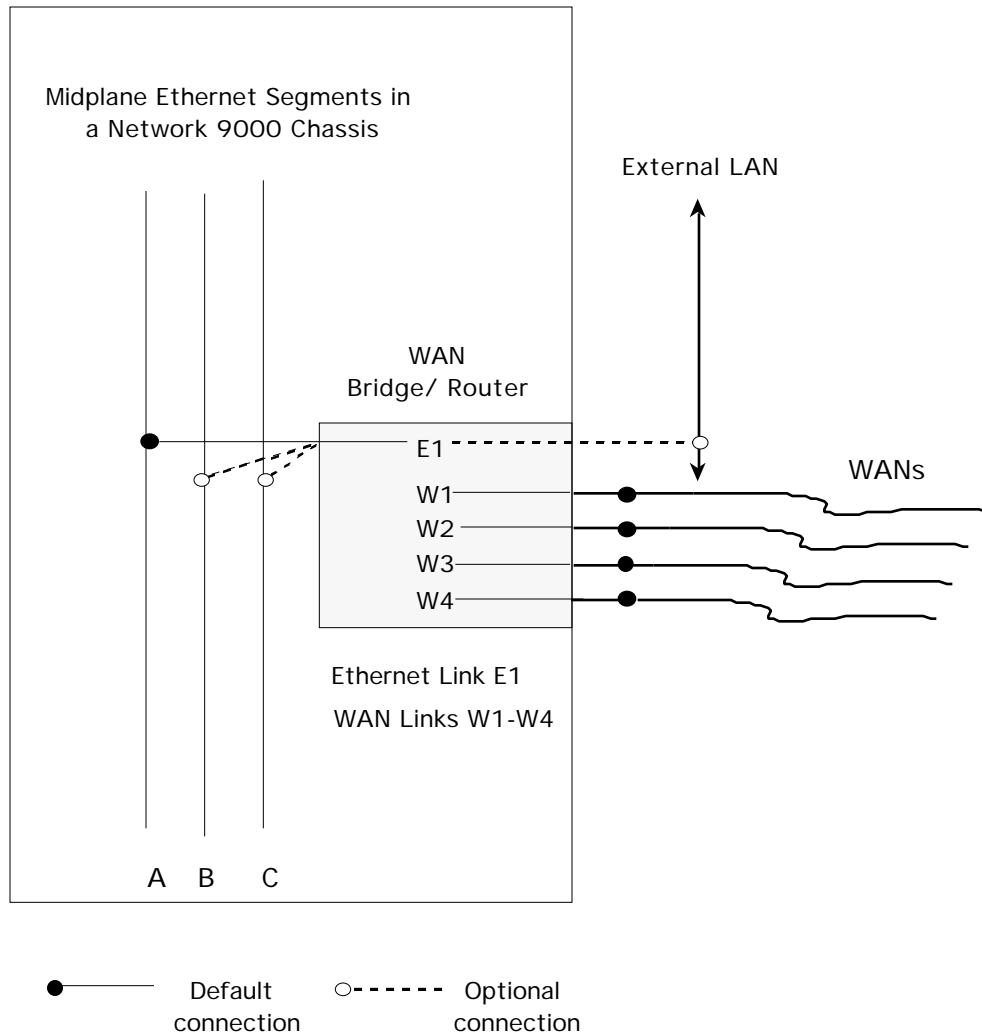 Midplane Ethernet Segments in
a Network 9000 Chassis
External LAN
WAN
Bridge/ Router
E1
WANs
W1
W2
W3
W4
Ethernet Link E1
WAN Links W1-W4
A B C
Default
connection
Optional
connection